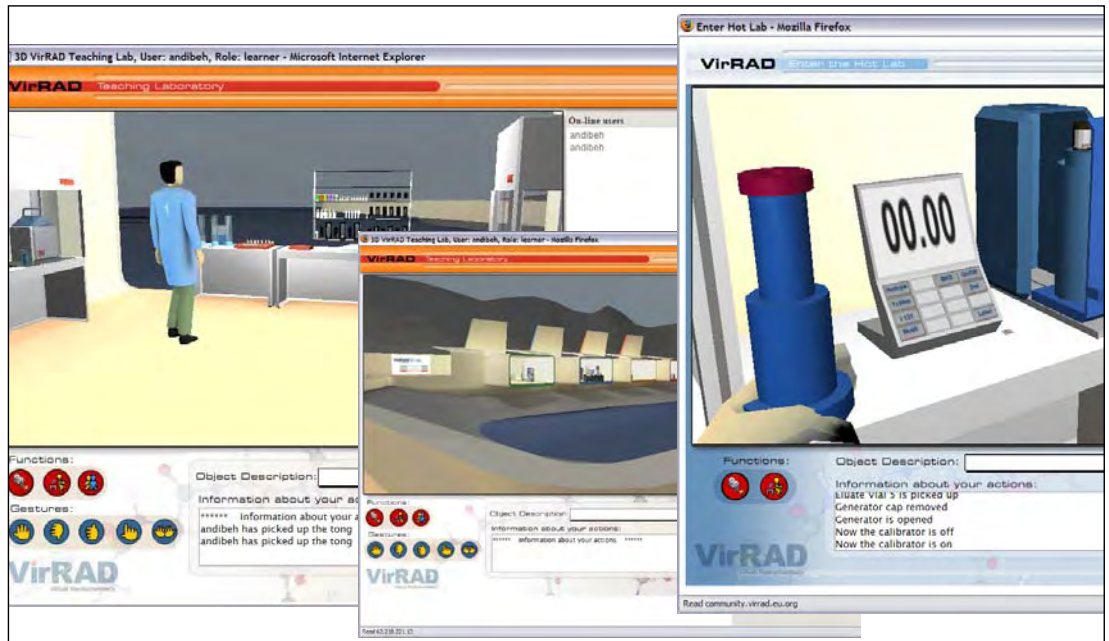 3D VirRAD Teaching Lab, User: andibeh, Role: learner - Microsoft Internet Explorer
VirRAD Teaching Laboratory
On-line users
andibeh
andibeh
Functions:
Gestures:
Object Description:
Information about your ac
****** Information about your a
andibeh has picked up the tong
andibeh has picked up the tong
VirRAD
3D VirRAD Teaching Lab, User: andibeh, Role: learner - Mozilla Firefox
VirRAD Teaching Laboratory
Functions:
Gestures:
Object Description:
Information about your actions:
****** Information about your actions. ******
VirRAD
Enter Hot Lab - Mozilla Firefox
VirRAD Enter the Hot Lab
00.00
Functions:
Object Description:
Information about your actions:
Eluate Vial 5 is picked up
Generator cap removed
Generator is opened
Now the calibrator is off
Now the calibrator is on
VirRAD
Read community.virrad.eu.org